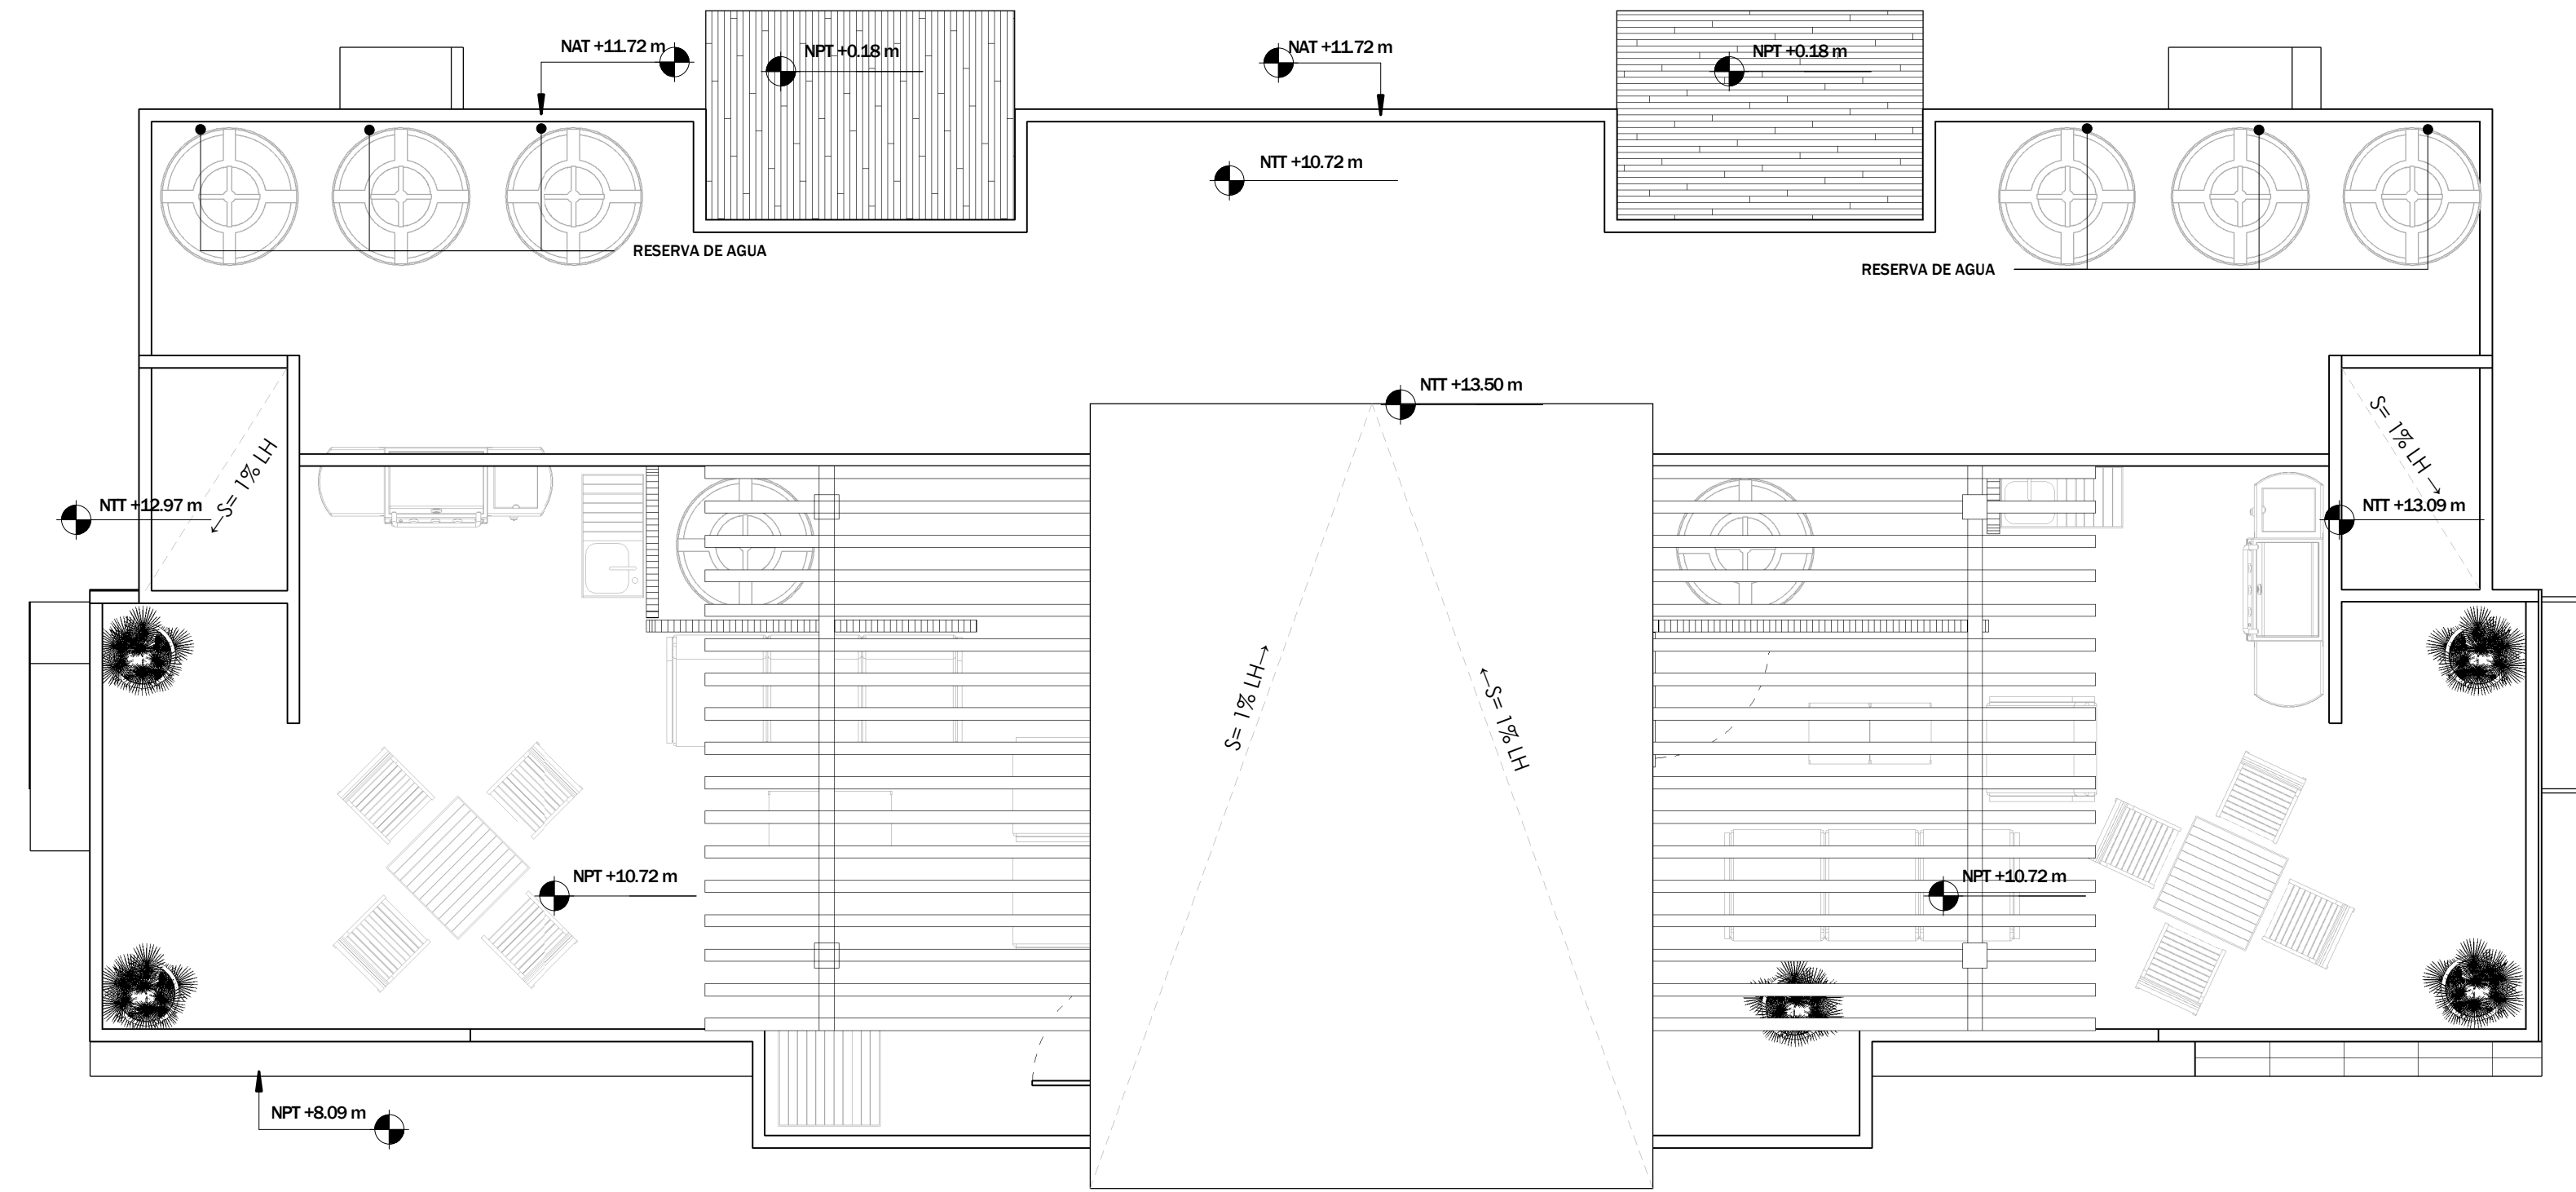 NAT +11.72 m
NPT +0.18 m
NAT +11.72 m
NPT +0.18 m
NTT +10.72 m
RESERVA DE AGUA
RESERVA DE AGUA
NTT +13.50 m
S= 1% LH
S= 1% LH
NTT +12.97 m
NTT +13.09 m
S= 1% LH
S= 1% LH
NPT +10.72 m
NPT +10.72 m
NPT +8.09 m